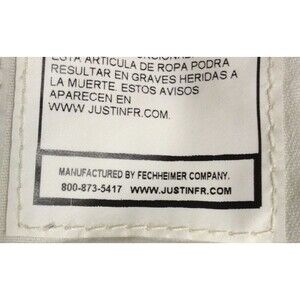 ESTA ARTICULA DE ROPA PODRA
RESULTAR EN GRAVES HERIDAS A
LA MUERTE. ESTOS AVISOS
APARECEN EN
WWW.JUSTINFR.COM.
MANUFACTURED BY FECHHEIMER COMPANY.
800-873-5417 WWW.JUSTINFR.COM